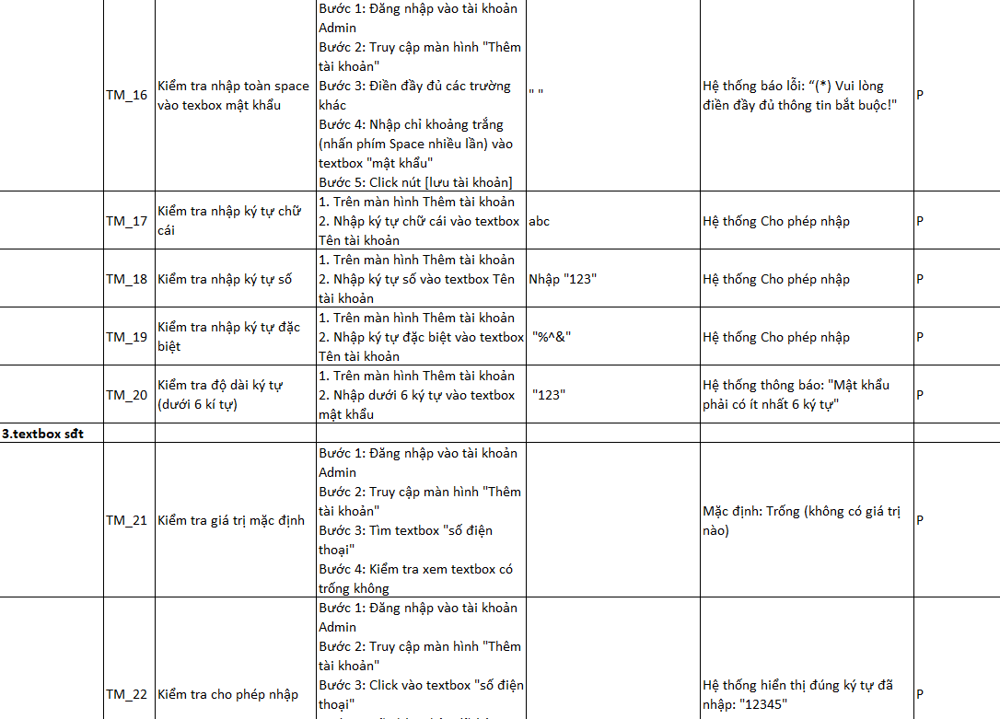 TM_16
Kiểm tra nhập toàn space
vào texbox mật khẩu
Bước 1: Đăng nhập vào tài khoản
Admin
Bước 2: Truy cập màn hình "Thêm
tài khoản"
Bước 3: Điền đầy đủ các trường
khác
Bước 4: Nhập chỉ khoảng trắng
(nhấn phím Space nhiều lần) vào
textbox "mật khẩu"
Bước 5: Click nút [lưu tài khoản]
" "
Hệ thống báo lỗi: “(*) Vui lòng
điền đầy đủ thông tin bắt buộc!"
P
TM_17
Kiểm tra nhập ký tự chữ
cái
1. Trên màn hình Thêm tài khoản
2. Nhập ký tự chữ cái vào textbox
Tên tài khoản
abc
Hệ thống Cho phép nhập
P
TM_18
Kiểm tra nhập ký tự số
1. Trên màn hình Thêm tài khoản
2. Nhập ký tự số vào textbox Tên
tài khoản
Nhập "123"
Hệ thống Cho phép nhập
P
TM_19
Kiểm tra nhập ký tự đặc
biệt
1. Trên màn hình Thêm tài khoản
2. Nhập ký tự đặc biệt vào textbox
Tên tài khoản
"%^&"
Hệ thống Cho phép nhập
P
TM_20
Kiểm tra độ dài ký tự
(dưới 6 kí tự)
1. Trên màn hình Thêm tài khoản
2. Nhập dưới 6 ký tự vào textbox
mật khẩu
"123"
Hệ thống thông báo: "Mật khẩu
phải có ít nhất 6 ký tự"
P
3.textbox sđt
TM_21
Kiểm tra giá trị mặc định
Bước 1: Đăng nhập vào tài khoản
Admin
Bước 2: Truy cập màn hình "Thêm
tài khoản"
Bước 3: Tìm textbox "số điện
thoại"
Bước 4: Kiểm tra xem textbox có
trống không
Mặc định: Trống (không có giá trị
nào)
P
TM_22
Kiểm tra cho phép nhập
Bước 1: Đăng nhập vào tài khoản
Admin
Bước 2: Truy cập màn hình "Thêm
tài khoản"
Bước 3: Click vào textbox "số điện
thoại"
Hệ thống hiển thị đúng ký tự đã
nhập: "12345"
P